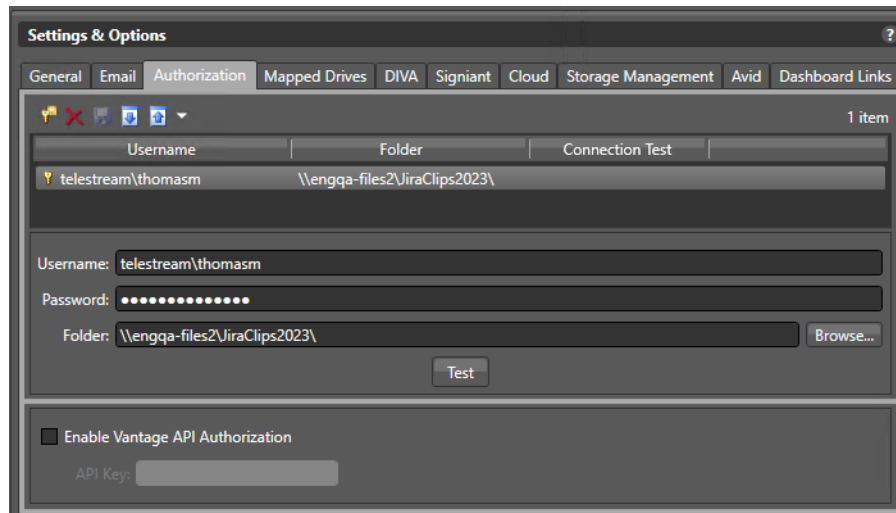 Settings & Options ?
General Email Authorization Mapped Drives DIVA Signiant Cloud Storage Management Avid Dashboard Links
1 item
Username Folder Connection Test
telestream\thomasm \\engqa-files2\JiraClips2023\
Username: telestream\thomasm
Password: ●●●●●●●●●●●●●●
Folder: \\engqa-files2\JiraClips2023\ Browse...
Test
Enable Vantage API Authorization
API Key: